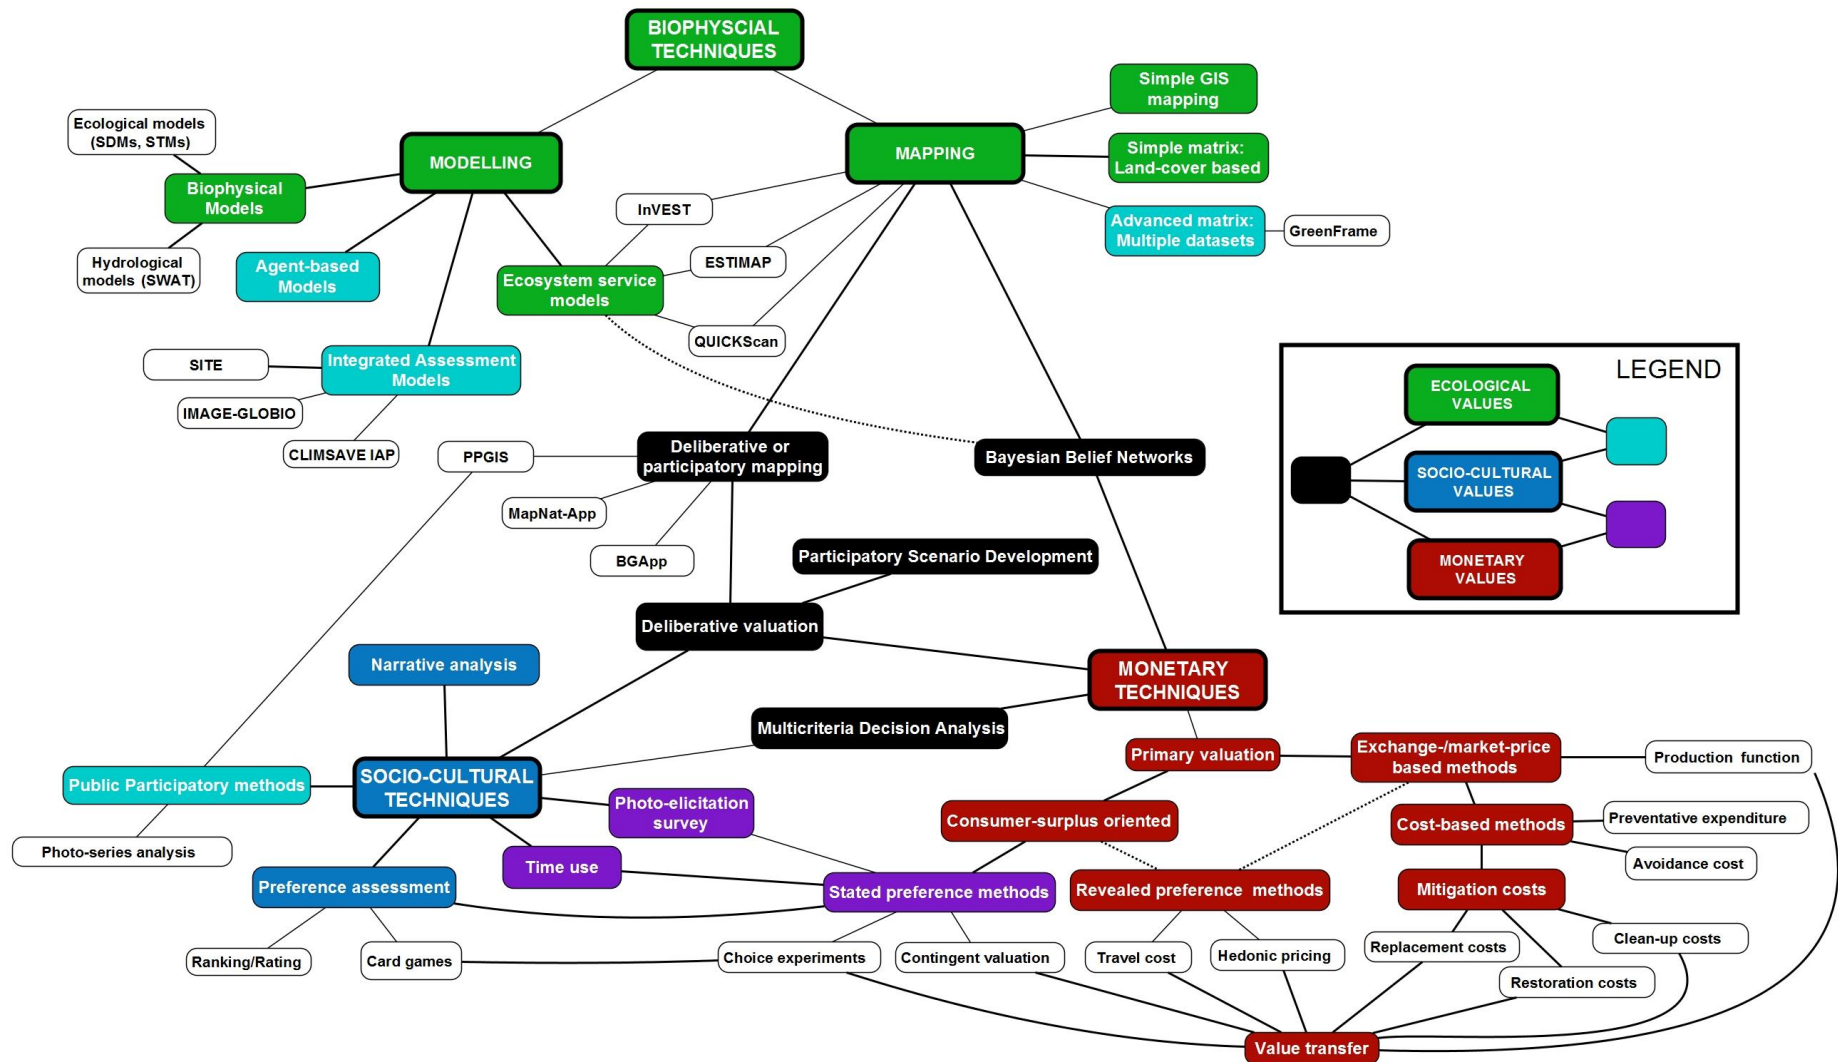 BIOPHYSCIAL
TECHNIQUES
Simple GIS
mapping
Ecological models
(SDMs, STMs)
MODELLING
MAPPING
Simple matrix:
Land-cover based
Biophysical
Models
InVEST
Advanced matrix:
Multiple datasets
GreenFrame
Hydrological
models (SWAT)
Agent-based
Models
ESTIMAP
Ecosystem service
models
QUICKScan
SITE
Integrated Assessment
Models
IMAGE-GLOBIO
CLIMSAVE IAP
LEGEND
ECOLOGICAL
VALUES
SOCIO-CULTURAL
VALUES
MONETARY
VALUES
PPGIS
Deliberative or
participatory mapping
Bayesian Belief Networks
MapNat-App
BGApp
Participatory Scenario Development
Deliberative valuation
Narrative analysis
MONETARY
TECHNIQUES
Multicriteria Decision Analysis
Primary valuation
Exchange-/market-price
based methods
Production function
Public Participatory methods
SOCIO-CULTURAL
TECHNIQUES
Photo-elicitation
survey
Consumer-surplus oriented
Cost-based methods
Preventative expenditure
Photo-series analysis
Time use
Avoidance cost
Preference assessment
Stated preference methods
Revealed preference methods
Mitigation costs
Ranking/Rating
Card games
Choice experiments
Contingent valuation
Travel cost
Hedonic pricing
Replacement costs
Clean-up costs
Restoration costs
Value transfer